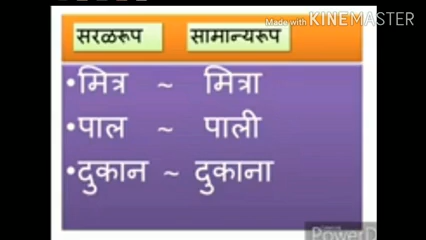 Made with KINEMASTER
सरळरूप सामान्यरूप
•मित्र ~ मित्रा
•पाल ~ पाली
•दुकान ~ दुकाना